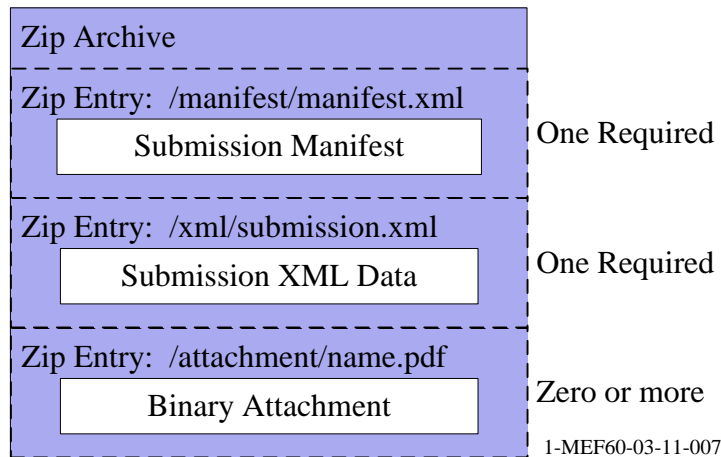 Zip Archive
Zip Entry: /manifest/manifest.xml
Submission Manifest
One Required
Zip Entry: /xml/submission.xml
Submission XML Data
One Required
Zip Entry: /attachment/name.pdf
Binary Attachment
Zero or more
1-MEF60-03-11-007